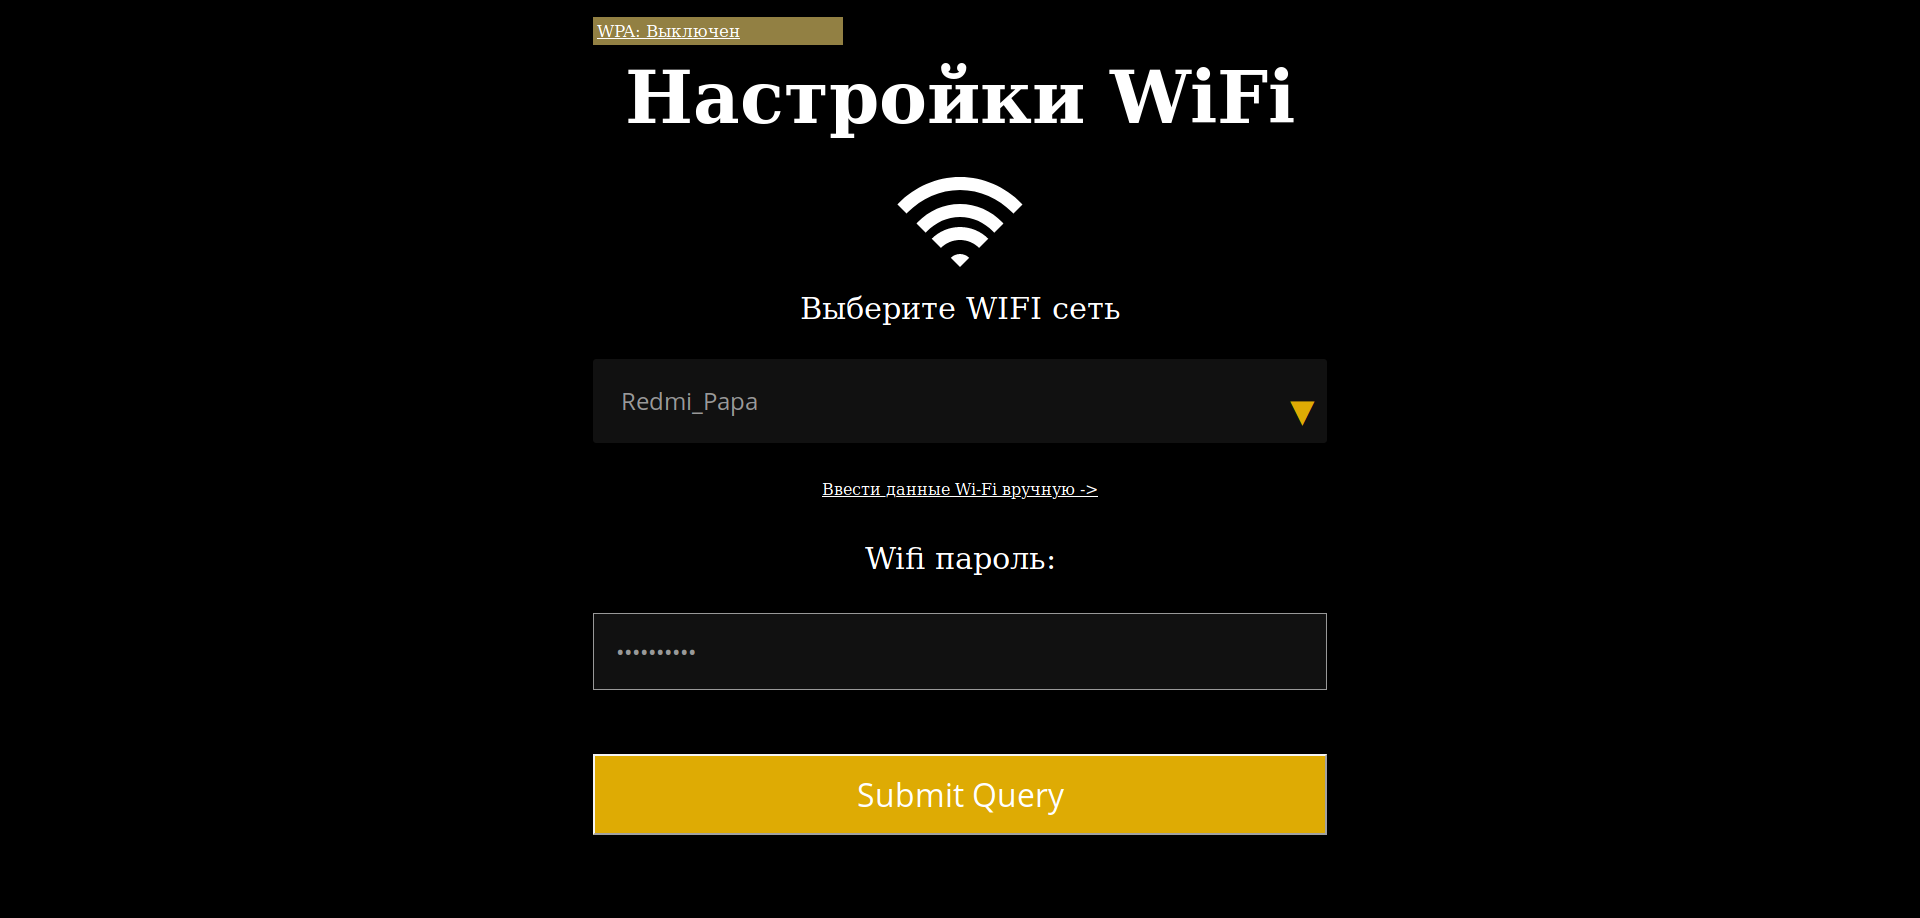 WPA: Выключен
Настройки WiFi
Выберите WIFI сеть
Redmi_Papa
Ввести данные Wi-Fi вручную ->
Wifi пароль:
••••••••••
Submit Query